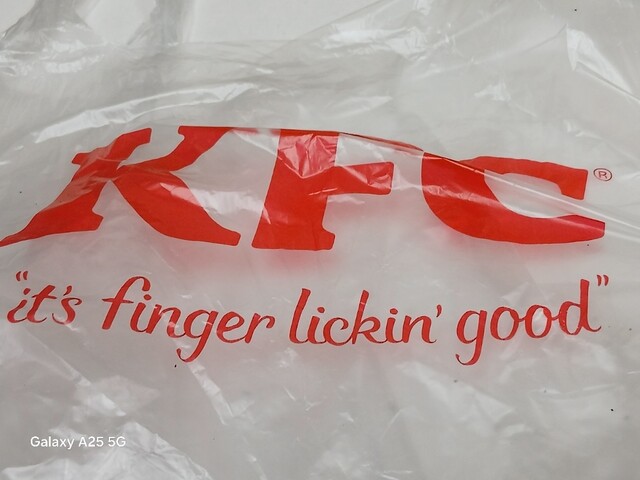 KFC®
"it's finger lickin' good"
Galaxy A25 5G